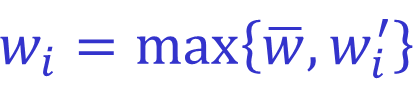 wᵢ = max{w̅, wᵢ′}